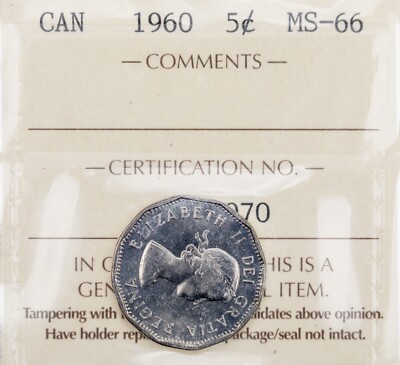 CAN 1960 5¢ MS-66
— COMMENTS —
— CERTIFICATION NO. —
070
ELIZABETH II DEI GRATIA REGINA
IN HIS IS A
GEN ITEM.
Tampering with idates above opinion.
Have holder rep package/seal not intact.